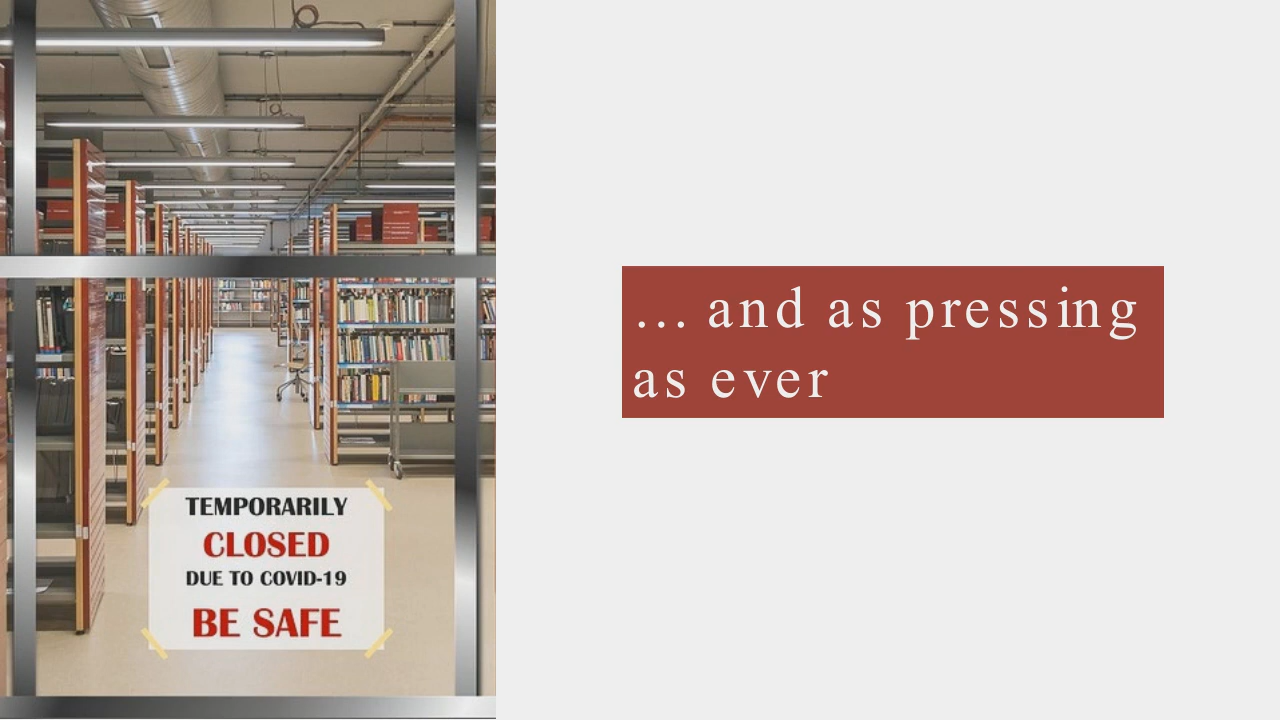 TEMPORARILY
CLOSED
DUE TO COVID-19
BE SAFE
... and as pressing
as ever